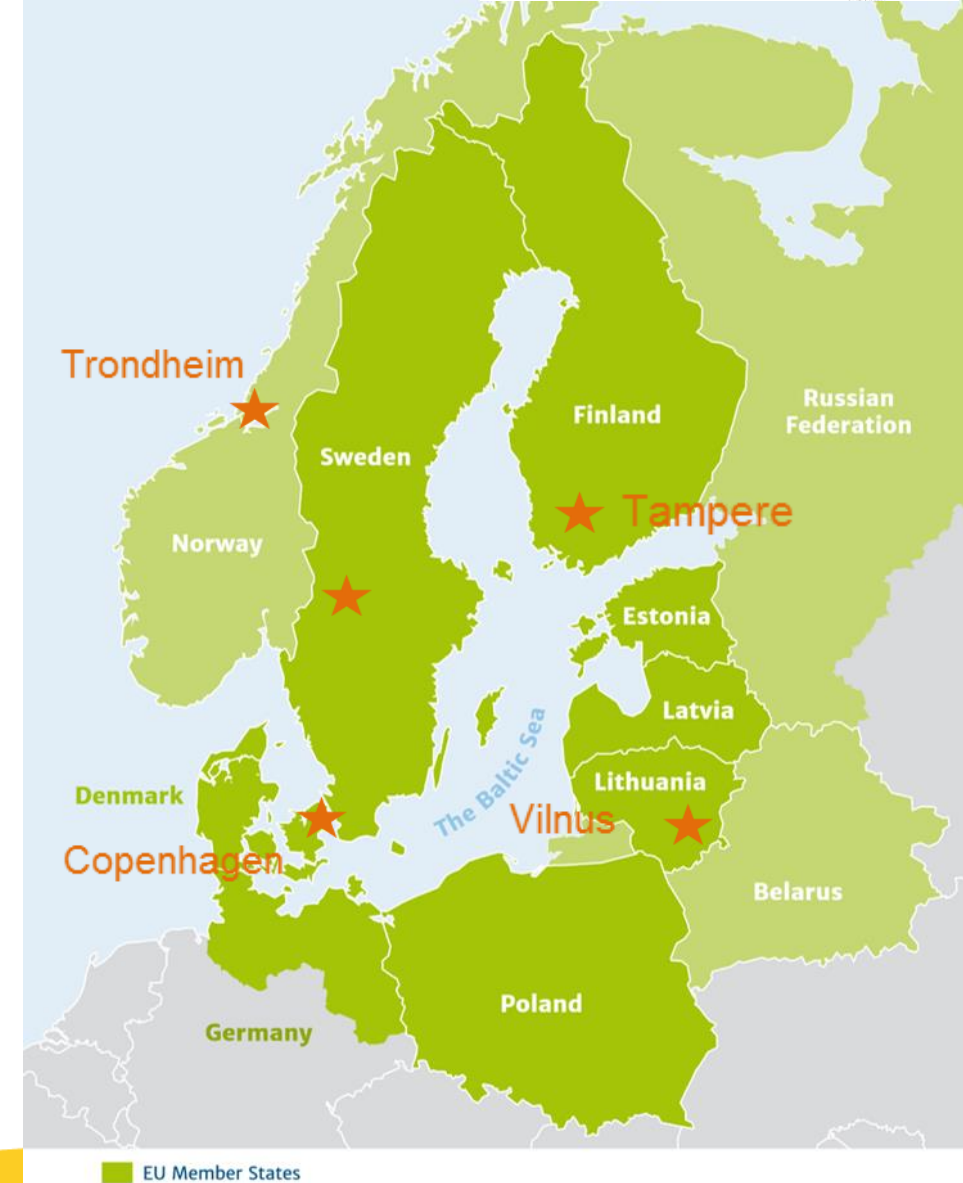 Trondheim
Russian
Federation
Finland
Sweden
Tampere
Norway
Estonia
Latvia
The Baltic Sea
Lithuania
Denmark
Vilnus
Copenhagen
Belarus
Poland
Germany
EU Member States